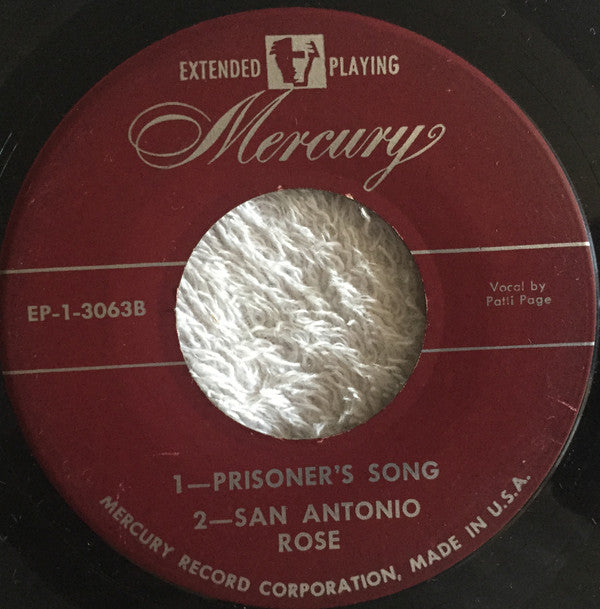 EXTENDED PLAYING
Mercury
EP-1-3063B
Vocal by
Patti Page
1—PRISONER'S SONG
2—SAN ANTONIO
ROSE
MERCURY RECORD CORPORATION, MADE IN U.S.A.